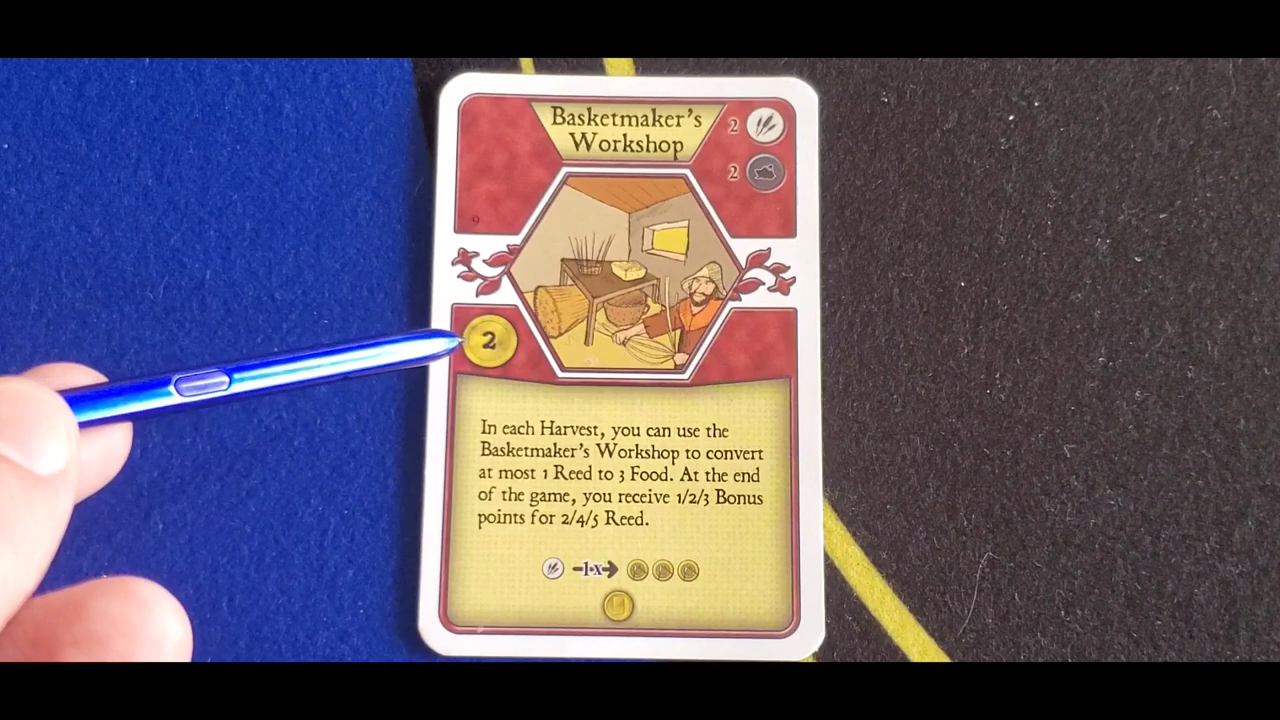 Basketmaker's
Workshop
2
2
9
2
In each Harvest, you can use the
Basketmaker's Workshop to convert
at most 1 Reed to 3 Food. At the end
of the game, you receive 1/2/3 Bonus
points for 2/4/5 Reed.
1x